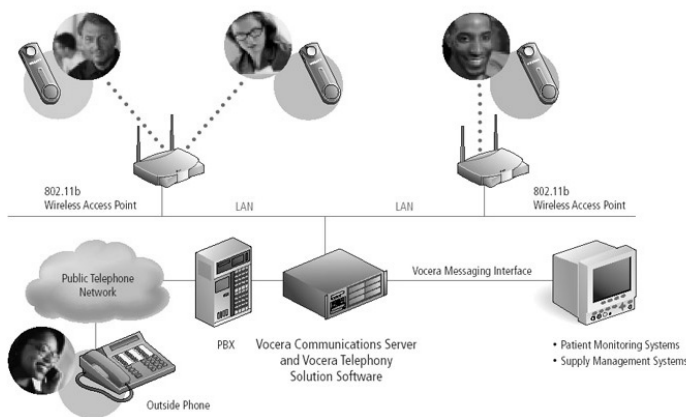 802.11b
Wireless Access Point
LAN
LAN
802.11b
Wireless Access Point
Public Telephone
Network
PBX
Vocera Communications Server
and Vocera Telephony
Solution Software
Vocera Messaging Interface
• Patient Monitoring Systems
• Supply Management Systems
Outside Phone